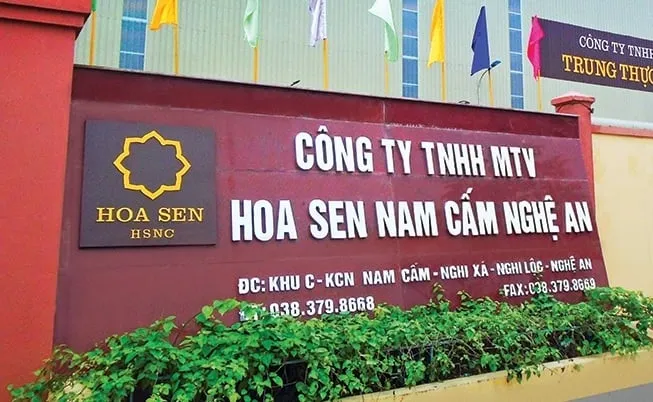 CÔNG TY TNHH
TRUNG THỰ
HOA SEN
HSNC
CÔNG TY TNHH MTV
HOA SEN NAM CẤM NGHỆ AN
ĐC: KHU C-KCN NAM CẤM-NGHI XÁ-NGHI LỘC-NGHỆ AN
:038.379.8668 FAX:038.379.8669